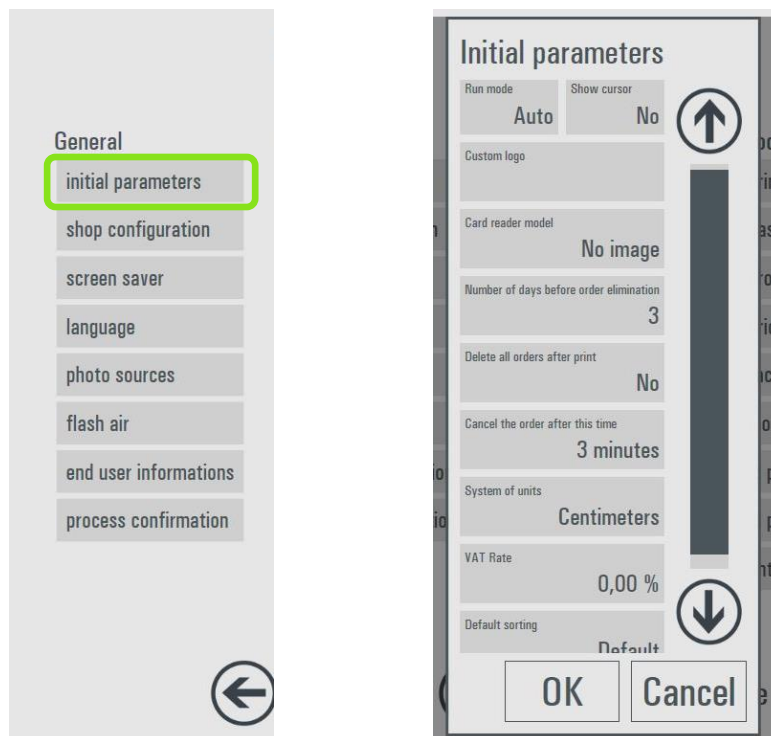 General
initial parameters
shop configuration
screen saver
language
photo sources
flash air
end user informations
process confirmation
Initial parameters
Run mode
Show cursor
Auto
No
Custom logo
Card reader model
No image
Number of days before order elimination
3
Delete all orders after print
No
Cancel the order after this time
3 minutes
System of units
Centimeters
VAT Rate
0,00 %
Default sorting
Default
OK
Cancel